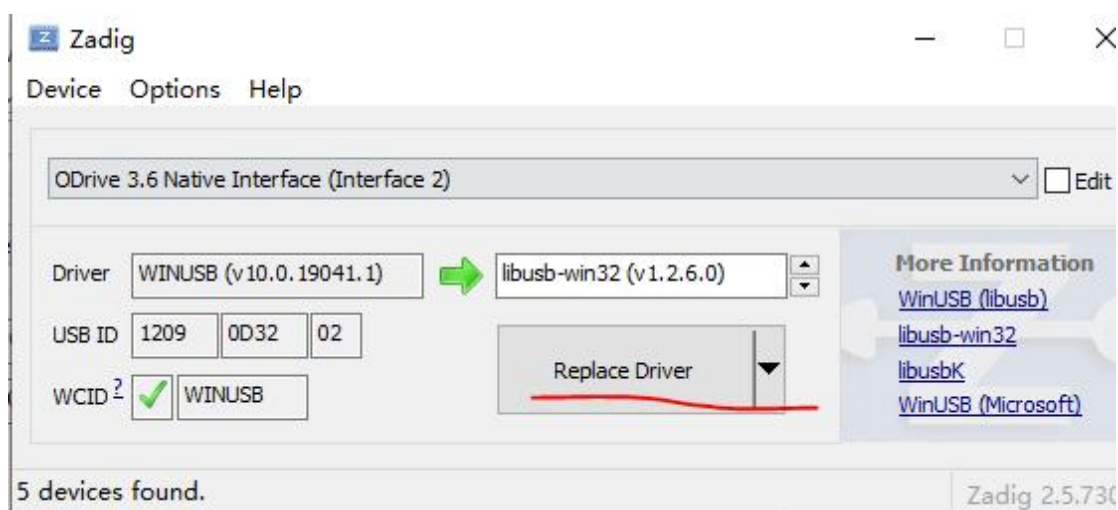 Zadig
Device Options Help
ODrive 3.6 Native Interface (Interface 2)
Edit
Driver WINUSB (v10.0.19041.1) libusb-win32 (v1.2.6.0)
More Information
WinUSB (libusb)
USB ID 1209 0D32 02
libusb-win32
Replace Driver
libusbK
WCID ? WINUSB
WinUSB (Microsoft)
5 devices found.
Zadig 2.5.730